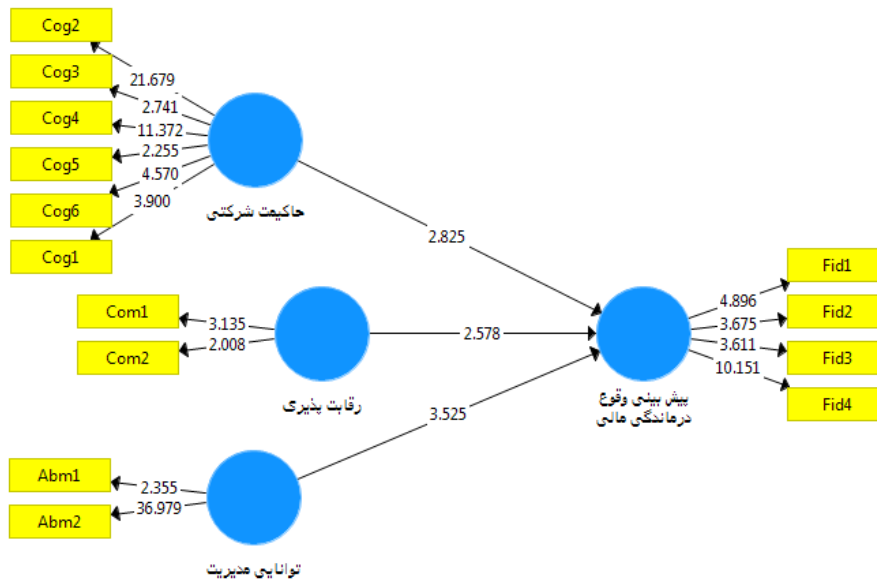 Cog2
Cog3
Cog4
Cog5
Cog6
Cog1
21.679
2.741
11.372
2.255
4.570
3.900
حاکیمت شرکتی
2.825
Com1
Com2
3.135
2.008
رقابت پذیری
2.578
Abm1
Abm2
2.355
36.979
توانایی مدیریت
3.525
پیش بینی وقوع
درماندگی مالی
4.896
3.675
3.611
10.151
Fid1
Fid2
Fid3
Fid4